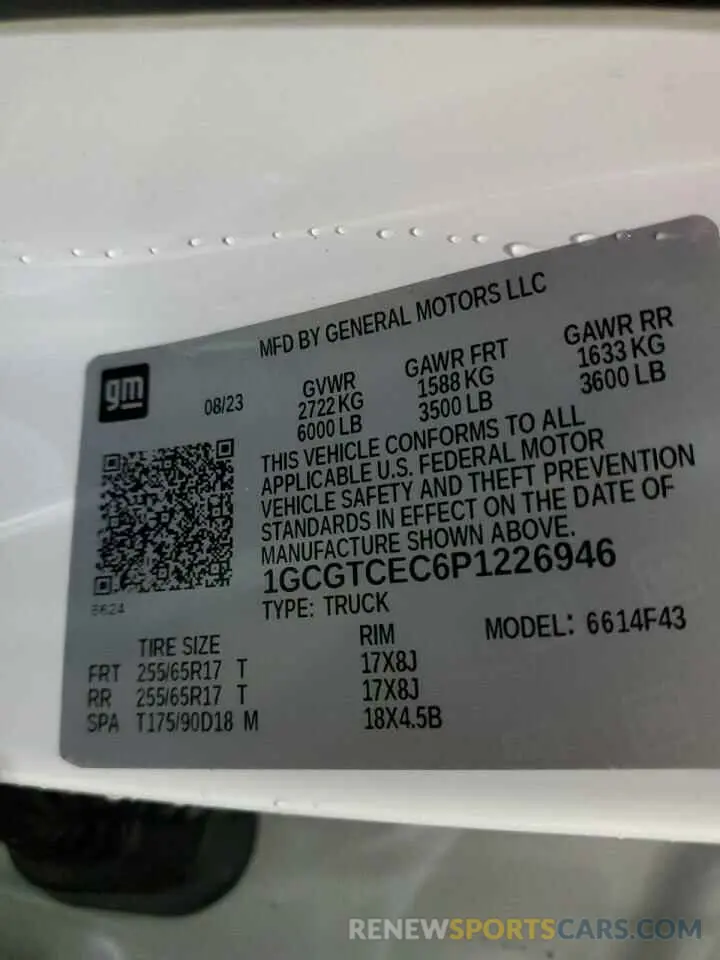 MFD BY GENERAL MOTORS LLC
gm
08/23
GVWR
2722 KG
6000 LB
GAWR FRT
1588 KG
3500 LB
GAWR RR
1633 KG
3600 LB
THIS VEHICLE CONFORMS TO ALL
APPLICABLE U.S. FEDERAL MOTOR
VEHICLE SAFETY AND THEFT PREVENTION
STANDARDS IN EFFECT ON THE DATE OF
MANUFACTURE SHOWN ABOVE.
1GCGTCEC6P1226946
6624
TYPE: TRUCK
MODEL: 6614F43
TIRE SIZE RIM
FRT 255/65R17 T 17X8J
RR 255/65R17 T 17X8J
SPA T175/90D18 M 18X4.5B
RENEWSPORTSCARS.COM